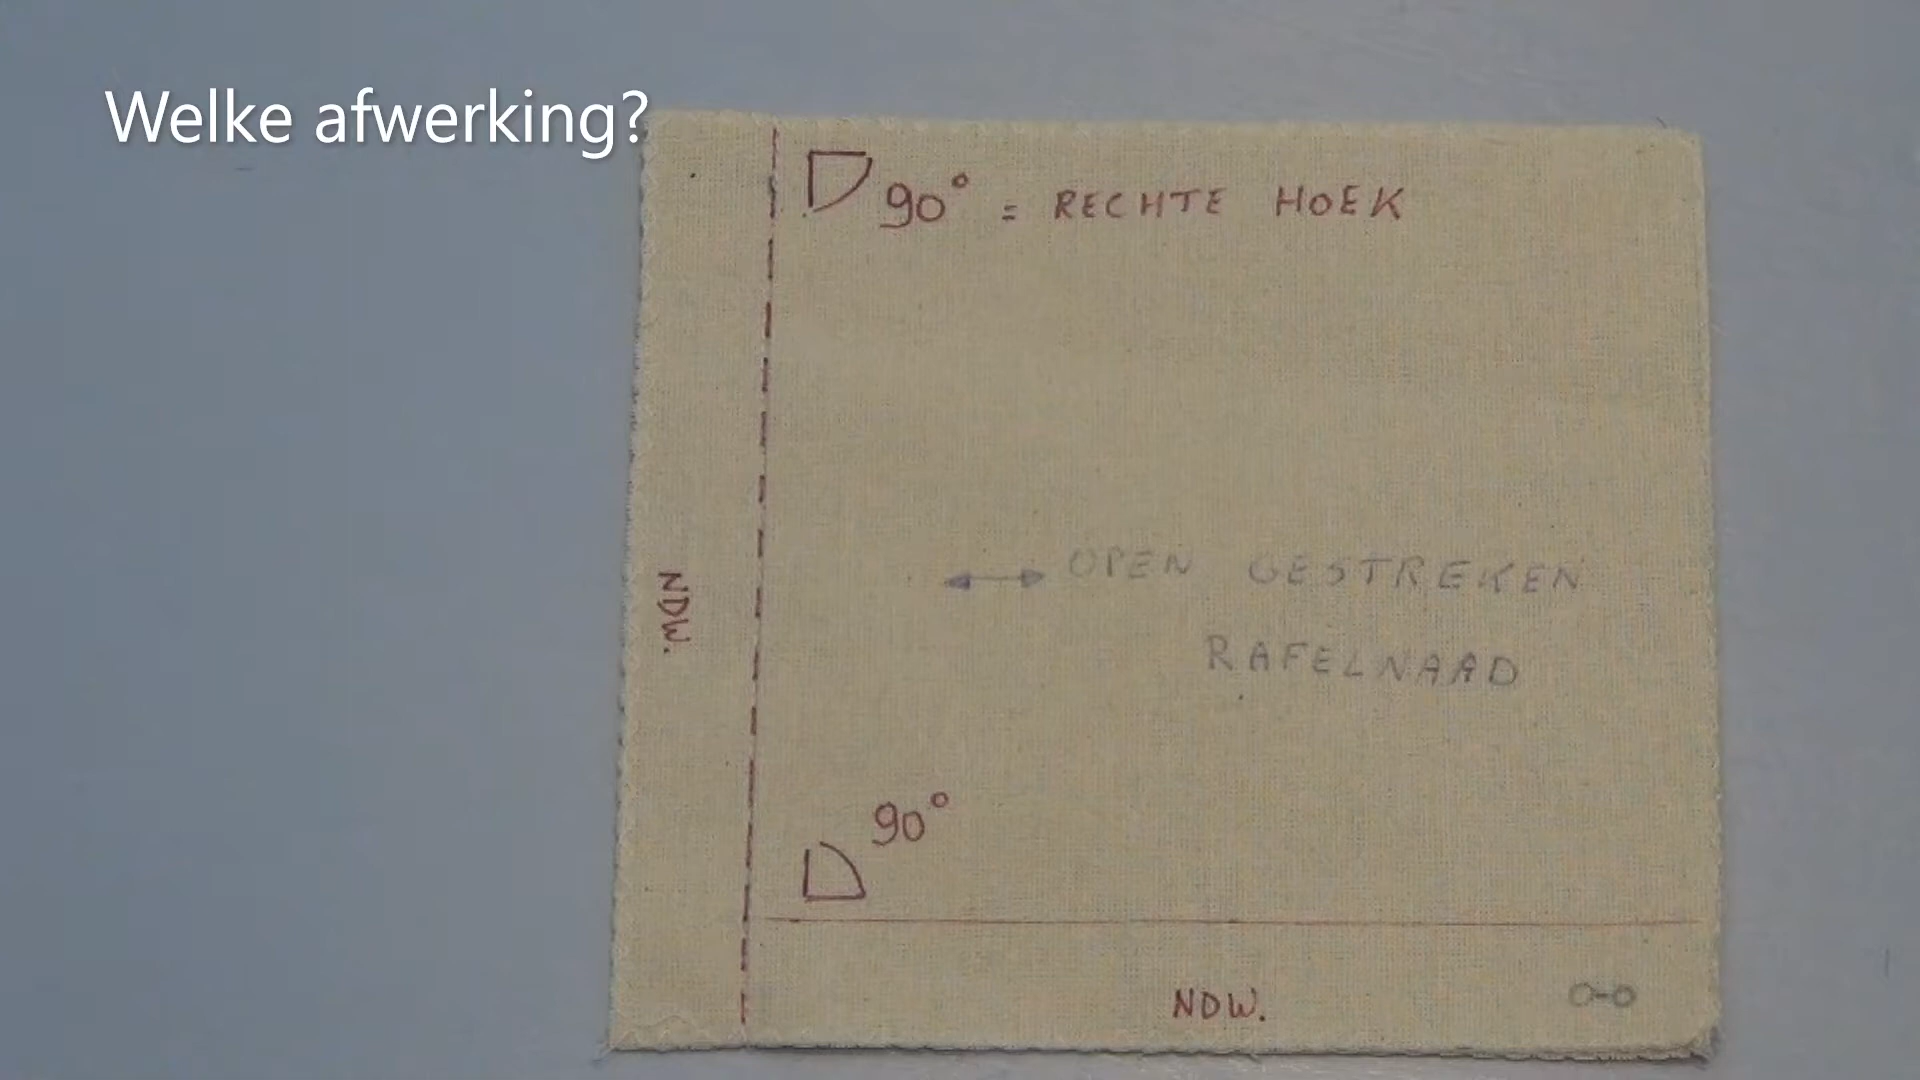 Welke afwerking?
90° = RECHTE HOEK
OPEN GESTREKEN
RAFELNAAD
NDW.
90°
NDW.